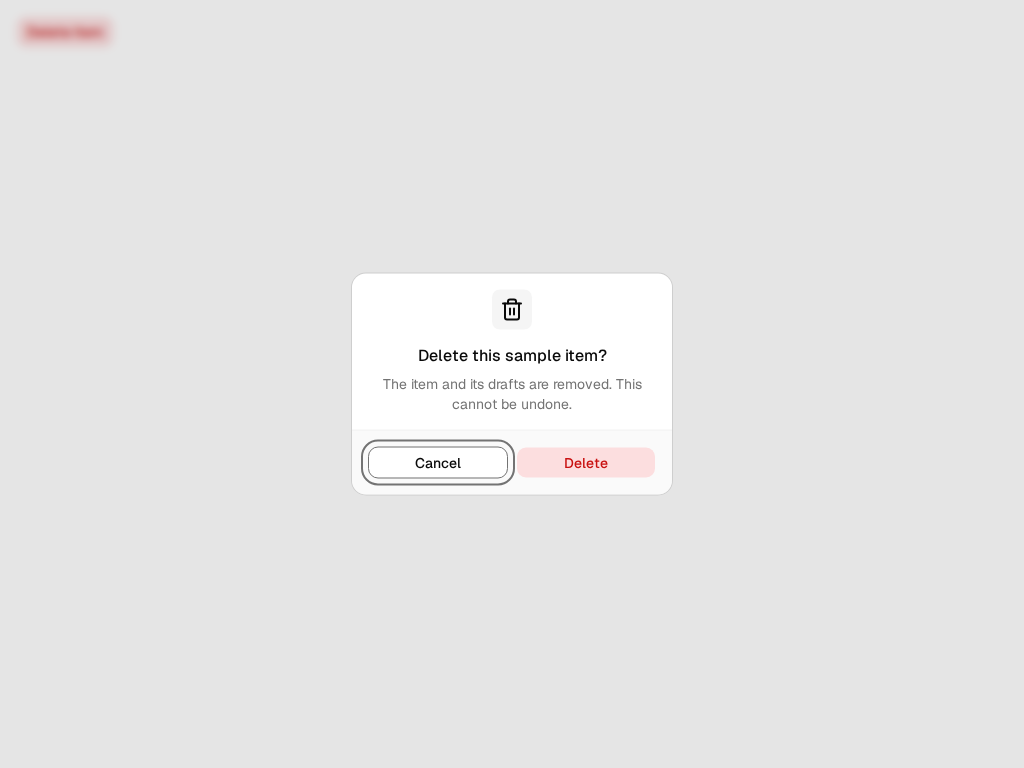 Delete this sample item?
The item and its drafts are removed. This
cannot be undone.
Cancel
Delete